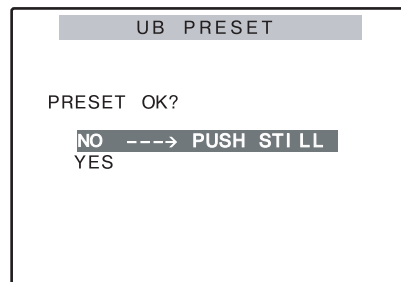 UB PRESET
PRESET OK?
NO ---→ PUSH STILL
YES